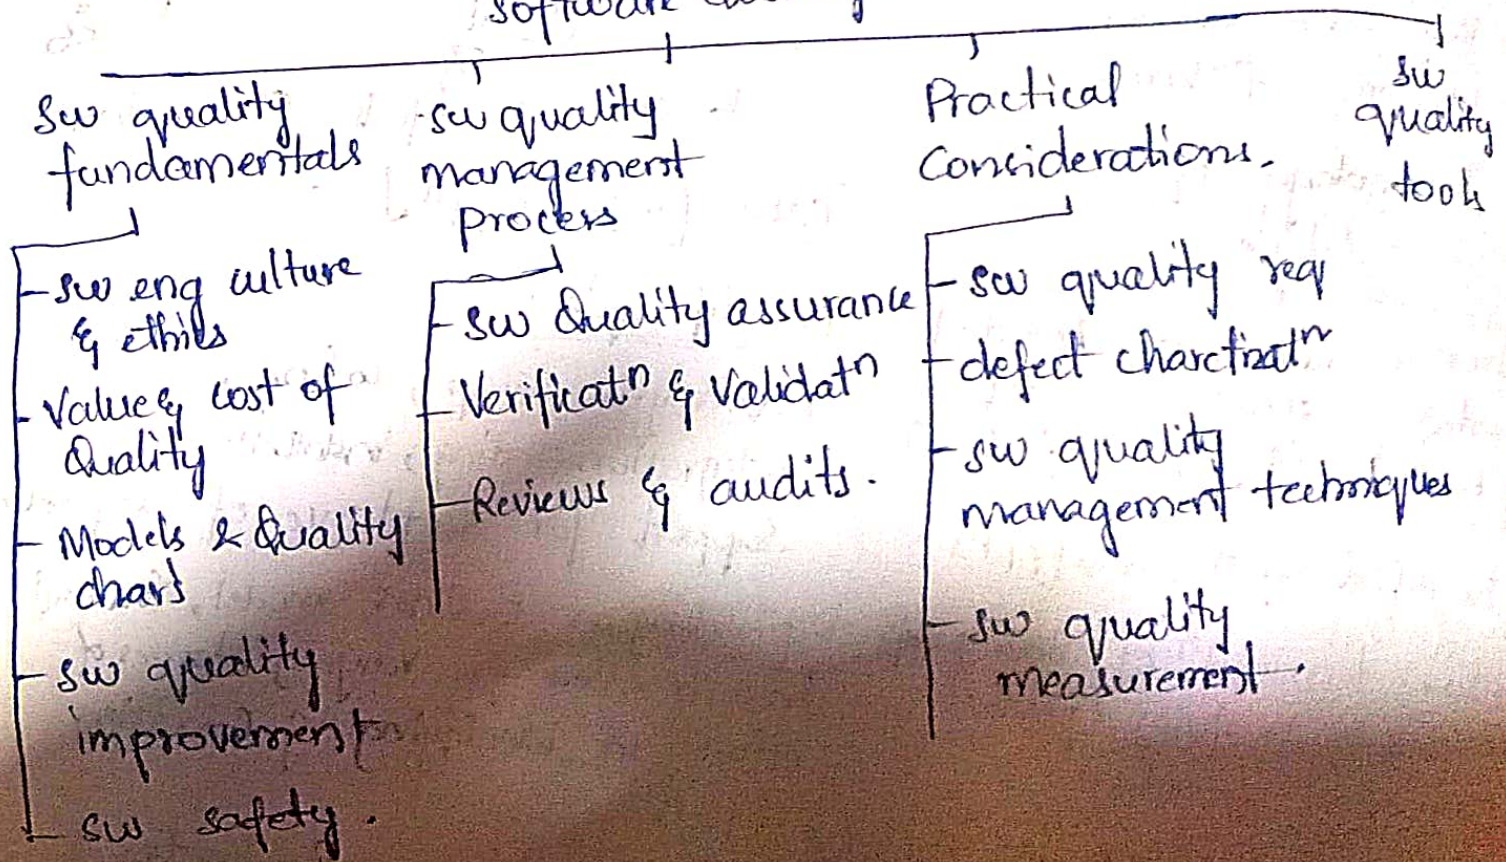 software
sw quality
fundamentals
sw eng culture
& ethics
Value & cost of
Quality
Models & Quality
chars
sw quality
improvement
sw safety.
sw quality
management
process
sw Quality assurance
Verificatn & Validatn
Reviews & audits.
Practical
Considerations.
sw quality req
defect charctizatn
sw quality
management techniques
sw quality
measurement.
sw
quality
tools